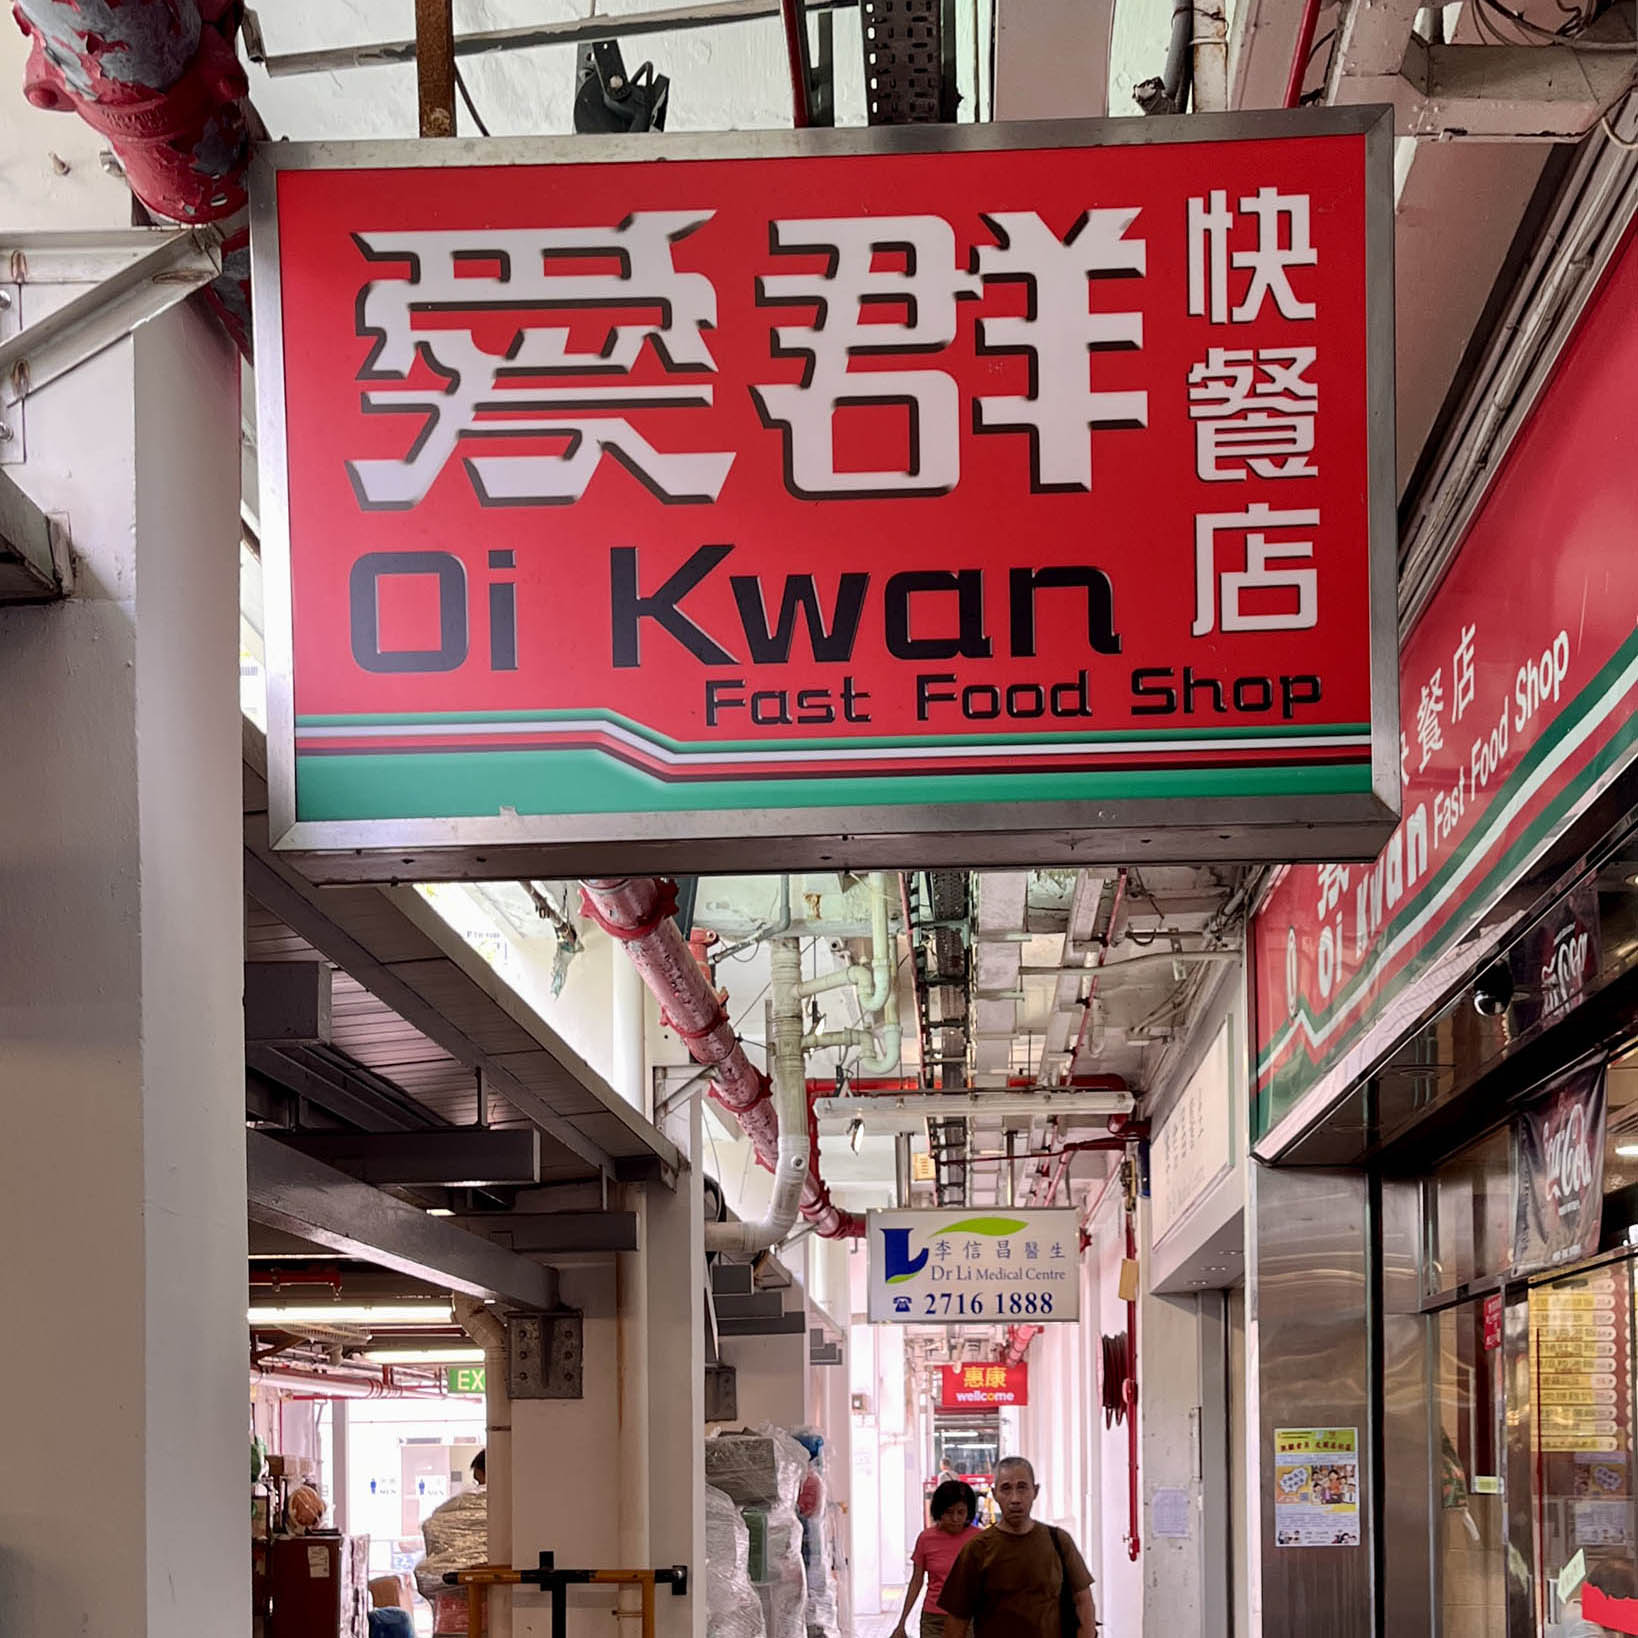 愛群
快餐店
Oi Kwan
Fast Food Shop
餐店
Oi Kwan Fast Food Shop
李信昌醫生
Dr Li Medical Centre
☎ 2716 1888
惠康
wellcome
EX